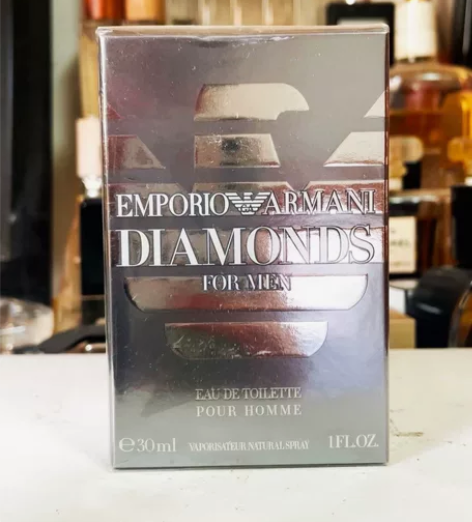 EMPORIO ARMANI
DIAMONDS
FOR MEN
EAU DE TOILETTE
POUR HOMME
℮30ml VAPORISATEUR NATURAL SPRAY 1FL.OZ.